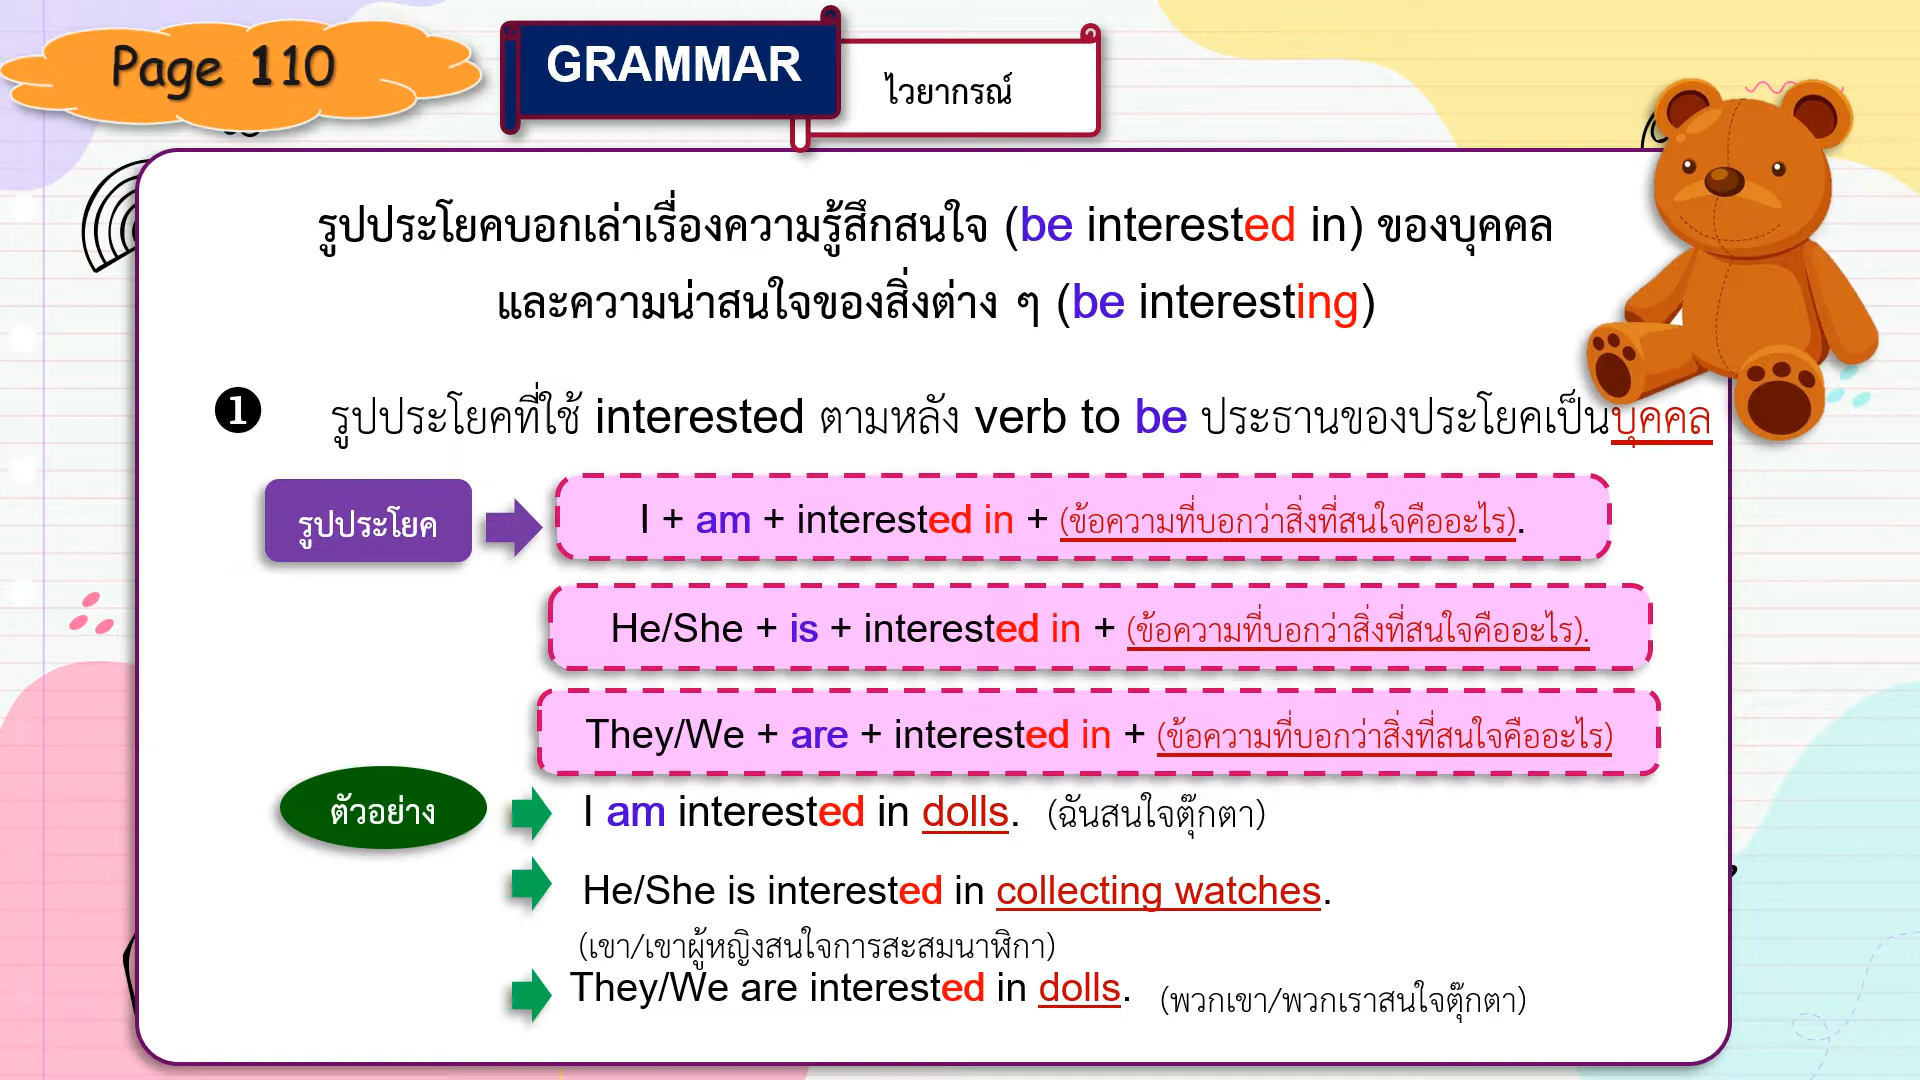 Page 110
GRAMMAR
ไวยากรณ์
รูปประโยคบอกเล่าเรื่องความรู้สึกสนใจ (be interested in) ของบุคคล
และความน่าสนใจของสิ่งต่าง ๆ (be interesting)
❶ รูปประโยคที่ใช้ interested ตามหลัง verb to be ประธานของประโยคเป็นบุคคล
รูปประโยค
I + am + interested in + (ข้อความที่บอกว่าสิ่งที่สนใจคืออะไร).
He/She + is + interested in + (ข้อความที่บอกว่าสิ่งที่สนใจคืออะไร).
They/We + are + interested in + (ข้อความที่บอกว่าสิ่งที่สนใจคืออะไร)
ตัวอย่าง
I am interested in dolls. (ฉันสนใจตุ๊กตา)
He/She is interested in collecting watches.
(เขา/เขาผู้หญิงสนใจการสะสมนาฬิกา)
They/We are interested in dolls. (พวกเขา/พวกเราสนใจตุ๊กตา)